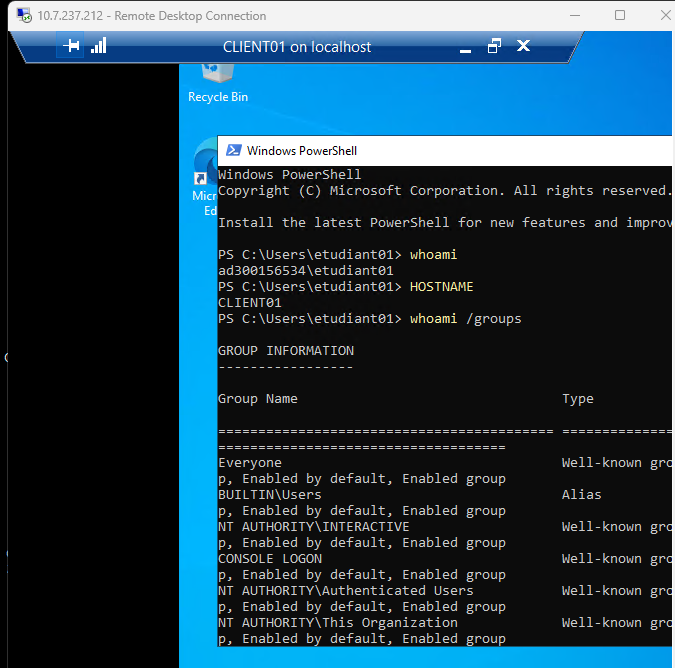 10.7.237.212 - Remote Desktop Connection
CLIENT01 on localhost
Recycle Bin
Micr
Ed
Windows PowerShell
Windows PowerShell
Copyright (C) Microsoft Corporation. All rights reserved.
Install the latest PowerShell for new features and improv
PS C:\Users\etudiant01> whoami
ad300156534\etudiant01
PS C:\Users\etudiant01> HOSTNAME
CLIENT01
PS C:\Users\etudiant01> whoami /groups
GROUP INFORMATION
-----------------
Group Name Type
========================================== ==============
====================================
Everyone Well-known gro
p, Enabled by default, Enabled group
BUILTIN\Users Alias
p, Enabled by default, Enabled group
NT AUTHORITY\INTERACTIVE Well-known gro
p, Enabled by default, Enabled group
CONSOLE LOGON Well-known gro
p, Enabled by default, Enabled group
NT AUTHORITY\Authenticated Users Well-known gro
p, Enabled by default, Enabled group
NT AUTHORITY\This Organization Well-known gro
p, Enabled by default, Enabled group